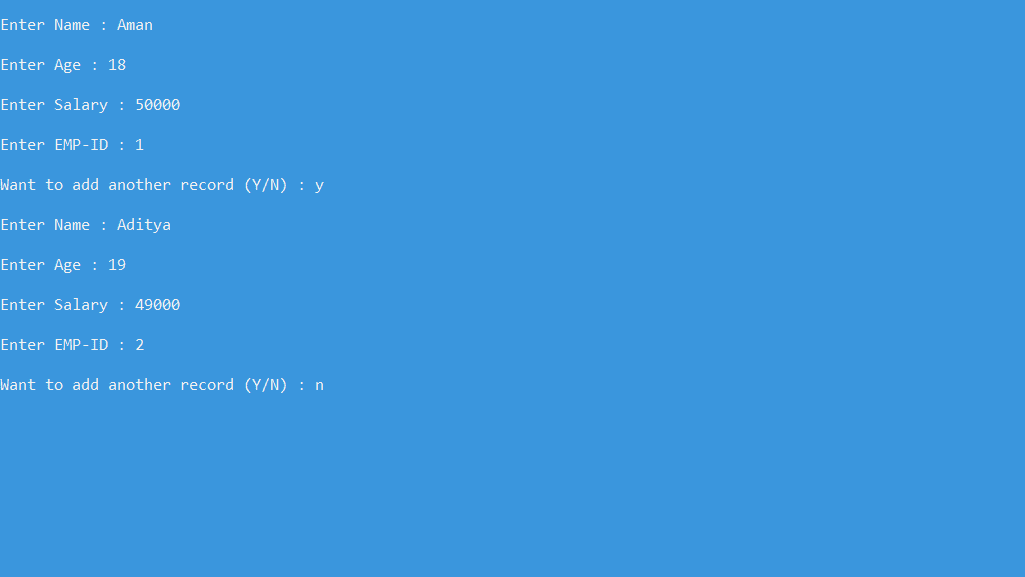 Enter Name : Aman
Enter Age : 18
Enter Salary : 50000
Enter EMP-ID : 1
Want to add another record (Y/N) : y
Enter Name : Aditya
Enter Age : 19
Enter Salary : 49000
Enter EMP-ID : 2
Want to add another record (Y/N) : n